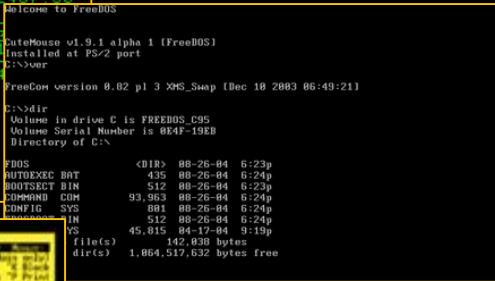 Welcome to FreeDOS
CuteMouse v1.9.1 alpha 1 [FreeDOS]
Installed at PS/2 port
C:\>ver
FreeCom version 0.82 pl 3 XMS_Swap [Dec 10 2003 06:49:21]
C:\>dir
Volume in drive C is FREEDOS_C95
Volume Serial Number is 0E4F-19EB
Directory of C:\
FDOS <DIR> 08-26-04 6:23p
AUTOEXEC BAT 435 08-26-04 6:24p
BOOTSECT BIN 512 08-26-04 6:23p
COMMAND COM 93,963 08-26-04 6:24p
CONFIG SYS 801 08-26-04 6:24p
BIN 512 08-26-04 6:24p
SYS 45,815 04-17-04 9:19p
file(s) 142,038 bytes
dir(s) 1,064,517,632 bytes free
Block
Print